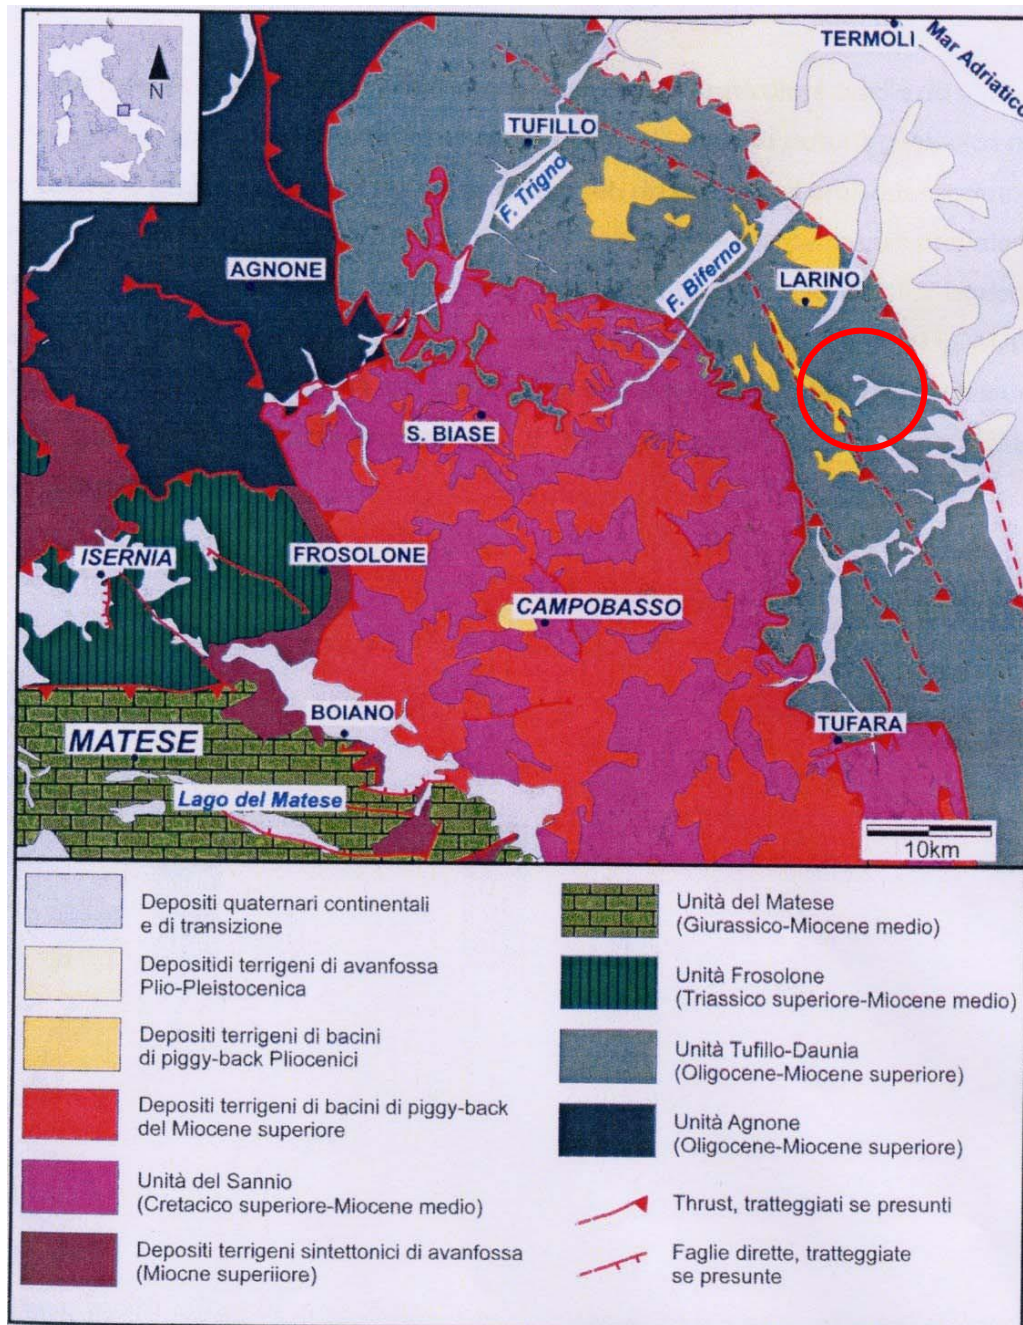 N
TERMOLI
Mar Adriatico
TUFILLO
F. Trigno
AGNONE
F. Biferno
LARINO
S. BIASE
ISERNIA
FROSOLONE
CAMPOBASSO
BOIANO
TUFARA
MATESE
Lago del Matese
10km
Depositi quaternari continentali
e di transizione
Depositidi terrigeni di avanfossa
Plio-Pleistocenica
Depositi terrigeni di bacini
di piggy-back Pliocenici
Depositi terrigeni di bacini di piggy-back
del Miocene superiore
Unità del Sannio
(Cretacico superiore-Miocene medio)
Depositi terrigeni sintettonici di avanfossa
(Miocne superiiore)
Unità del Matese
(Giurassico-Miocene medio)
Unità Frosolone
(Triassico superiore-Miocene medio)
Unità Tufillo-Daunia
(Oligocene-Miocene superiore)
Unità Agnone
(Oligocene-Miocene superiore)
Thrust, tratteggiati se presunti
Faglie dirette, tratteggiate
se presunte